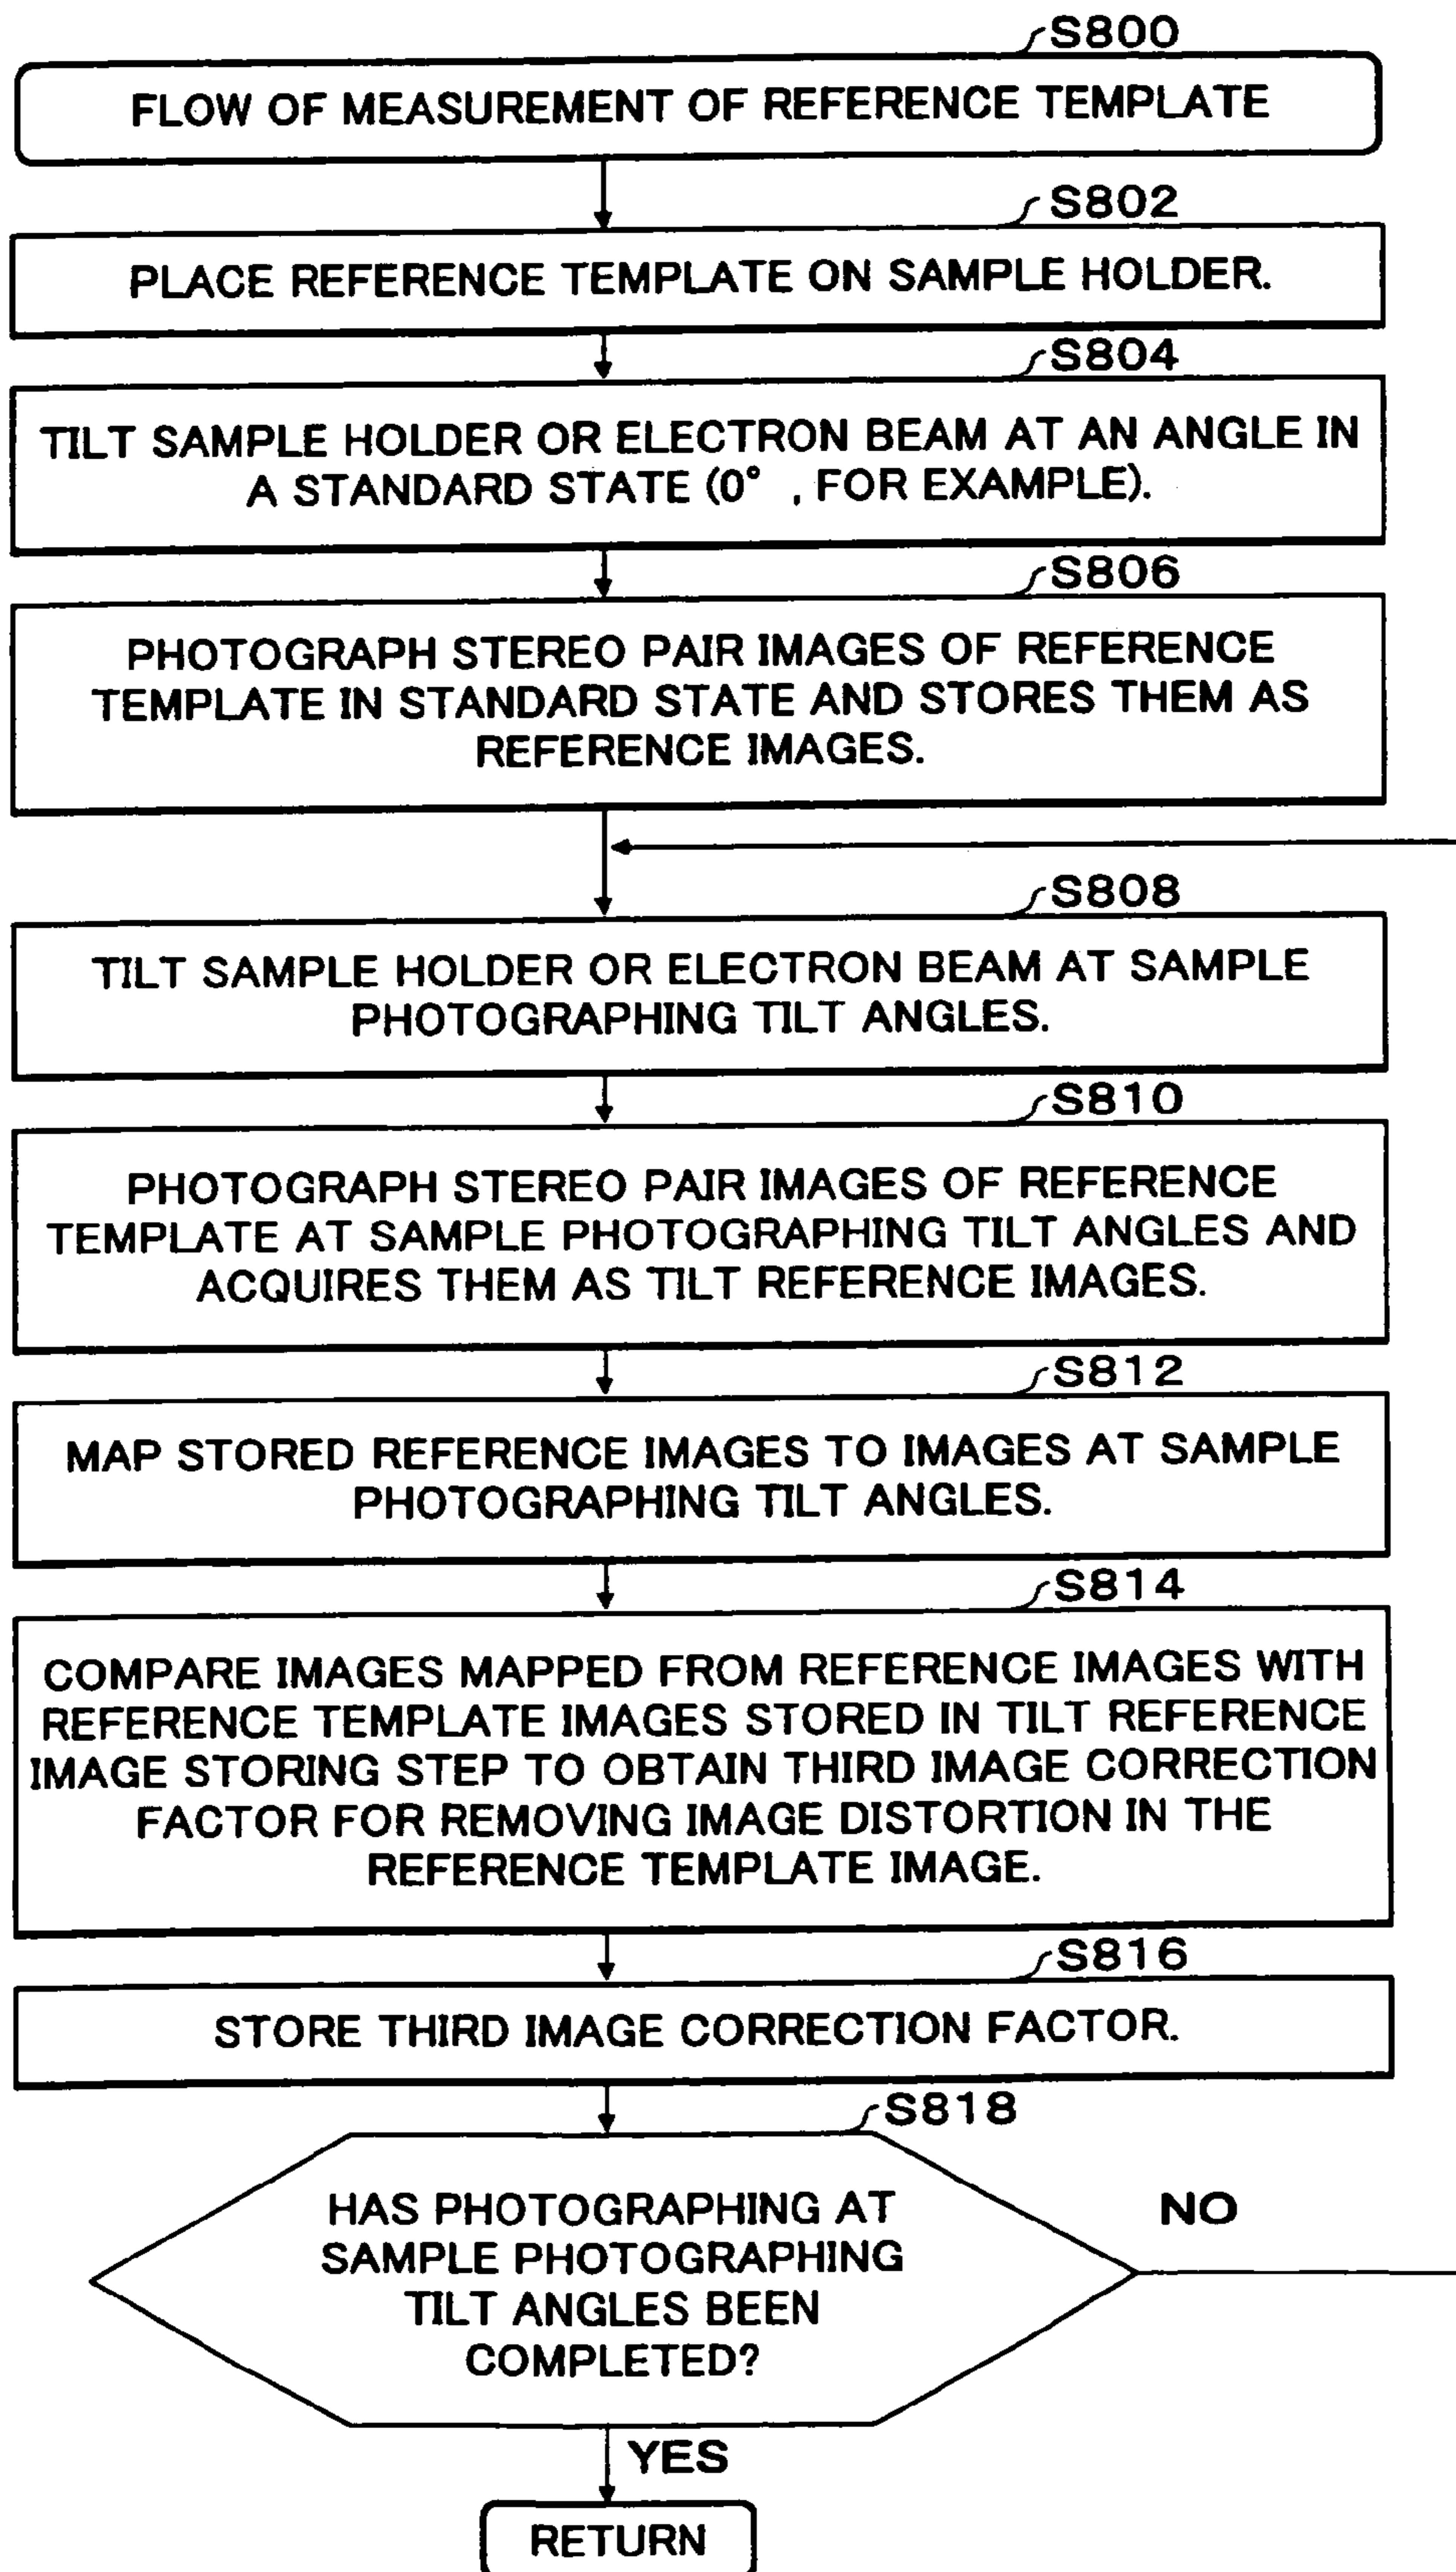 S800
FLOW OF MEASUREMENT OF REFERENCE TEMPLATE
S802
PLACE REFERENCE TEMPLATE ON SAMPLE HOLDER.
S804
TILT SAMPLE HOLDER OR ELECTRON BEAM AT AN ANGLE IN
A STANDARD STATE (0° , FOR EXAMPLE).
S806
PHOTOGRAPH STEREO PAIR IMAGES OF REFERENCE
TEMPLATE IN STANDARD STATE AND STORES THEM AS
REFERENCE IMAGES.
S808
TILT SAMPLE HOLDER OR ELECTRON BEAM AT SAMPLE
PHOTOGRAPHING TILT ANGLES.
S810
PHOTOGRAPH STEREO PAIR IMAGES OF REFERENCE
TEMPLATE AT SAMPLE PHOTOGRAPHING TILT ANGLES AND
ACQUIRES THEM AS TILT REFERENCE IMAGES.
S812
MAP STORED REFERENCE IMAGES TO IMAGES AT SAMPLE
PHOTOGRAPHING TILT ANGLES.
S814
COMPARE IMAGES MAPPED FROM REFERENCE IMAGES WITH
REFERENCE TEMPLATE IMAGES STORED IN TILT REFERENCE
IMAGE STORING STEP TO OBTAIN THIRD IMAGE CORRECTION
FACTOR FOR REMOVING IMAGE DISTORTION IN THE
REFERENCE TEMPLATE IMAGE.
S816
STORE THIRD IMAGE CORRECTION FACTOR.
S818
HAS PHOTOGRAPHING AT
SAMPLE PHOTOGRAPHING
TILT ANGLES BEEN
COMPLETED?
NO
YES
RETURN